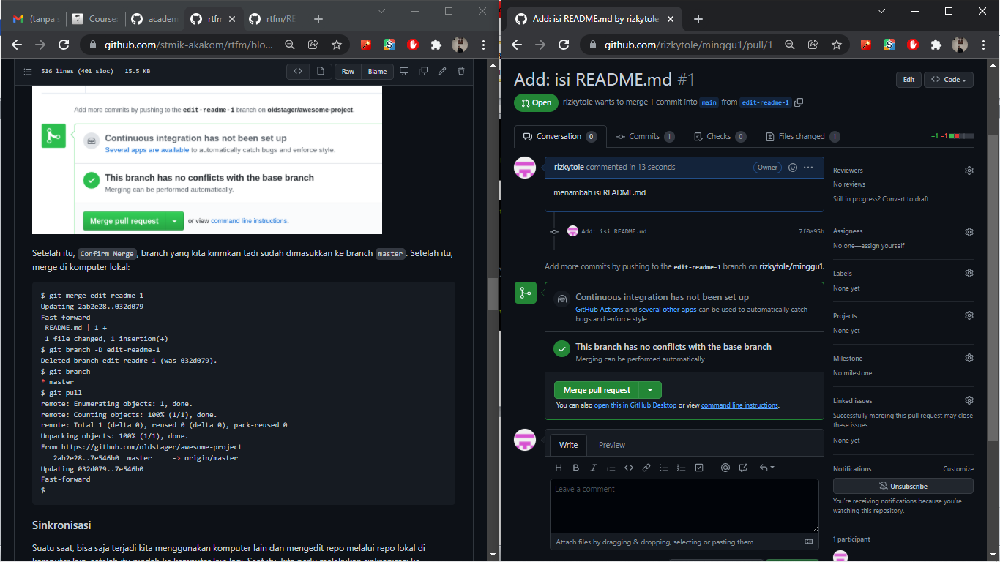 (tanpa s
Course
academ
rtfm
rtfm/RE
github.com/stmik-akakom/rtfm/blo...
516 lines (401 sloc)
15.5 KB
Raw
Blame
Add more commits by pushing to the edit-readme-1 branch on oldstager/awesome-project.
Continuous integration has not been set up
Several apps are available to automatically catch bugs and enforce style.
This branch has no conflicts with the base branch
Merging can be performed automatically.
Merge pull request
or view command line instructions.
Setelah itu, Confirm Merge, branch yang kita kirimkan tadi sudah dimasukkan ke branch master. Setelah itu,
merge di komputer lokal:
$ git merge edit-readme-1
Updating 2ab2e28..032d079
Fast-forward
README.md | 1 +
1 file changed, 1 insertion(+)
$ git branch -D edit-readme-1
Deleted branch edit-readme-1 (was 032d079).
$ git branch
* master
$ git pull
remote: Enumerating objects: 1, done.
remote: Counting objects: 100% (1/1), done.
remote: Total 1 (delta 0), reused 0 (delta 0), pack-reused 0
Unpacking objects: 100% (1/1), done.
From https://github.com/oldstager/awesome-project
2ab2e28..7e546b0 master -> origin/master
Updating 032d079..7e546b0
Fast-forward
$
Sinkronisasi
Suatu saat, bisa saja terjadi kita menggunakan komputer lain dan mengedit repo melalui repo lokal di
Add: isi README.md by rizkytole
github.com/rizkytole/minggu1/pull/1
Add: isi README.md #1
Edit
Code
Open
rizkytole wants to merge 1 commit into main from edit-readme-1
Conversation 0
Commits 1
Checks 0
Files changed 1
+1 −1
rizkytole commented in 13 seconds
Owner
menambah isi README.md
Add: isi README.md
7f0a95b
Add more commits by pushing to the edit-readme-1 branch on rizkytole/minggu1.
Continuous integration has not been set up
GitHub Actions and several other apps can be used to automatically catch
bugs and enforce style.
This branch has no conflicts with the base branch
Merging can be performed automatically.
Merge pull request
You can also open this in GitHub Desktop or view command line instructions.
Write
Preview
Leave a comment
Attach files by dragging & dropping, selecting or pasting them.
Reviewers
No reviews
Still in progress? Convert to draft
Assignees
No one—assign yourself
Labels
None yet
Projects
None yet
Milestone
No milestone
Linked issues
Successfully merging this pull request may close
these issues.
None yet
Notifications
Customize
Unsubscribe
You're receiving notifications because you're
watching this repository.
1 participant